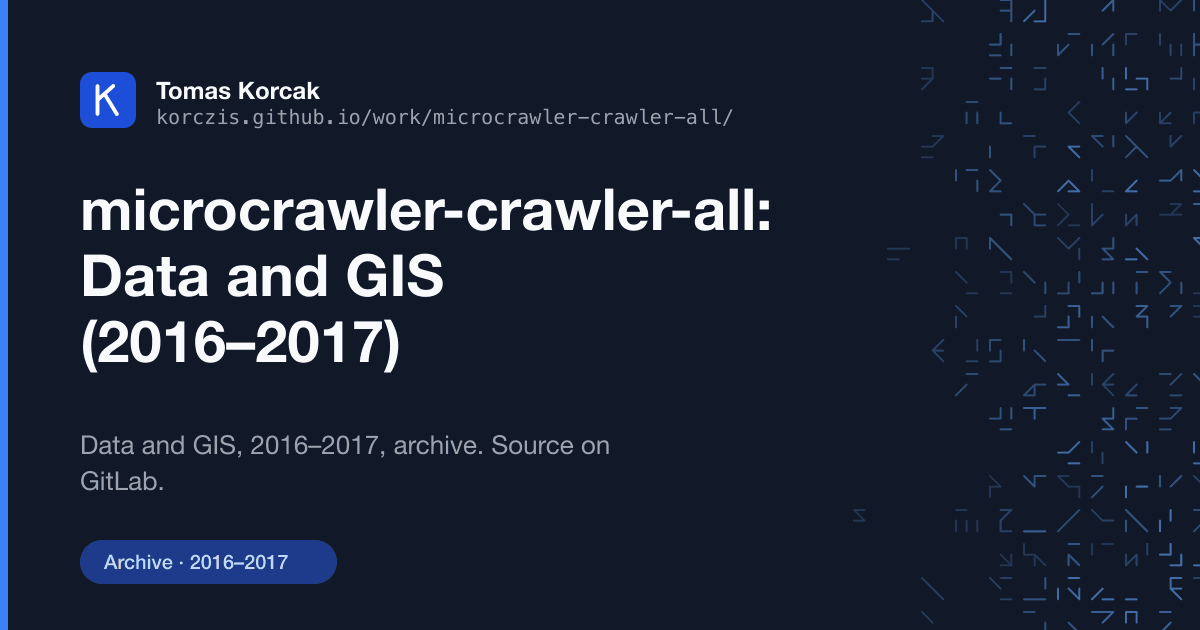 K
Tomas Korcak
korczis.github.io/work/microcrawler-crawler-all/
microcrawler-crawler-all:
Data and GIS
(2016–2017)
Data and GIS, 2016–2017, archive. Source on
GitLab.
Archive · 2016–2017